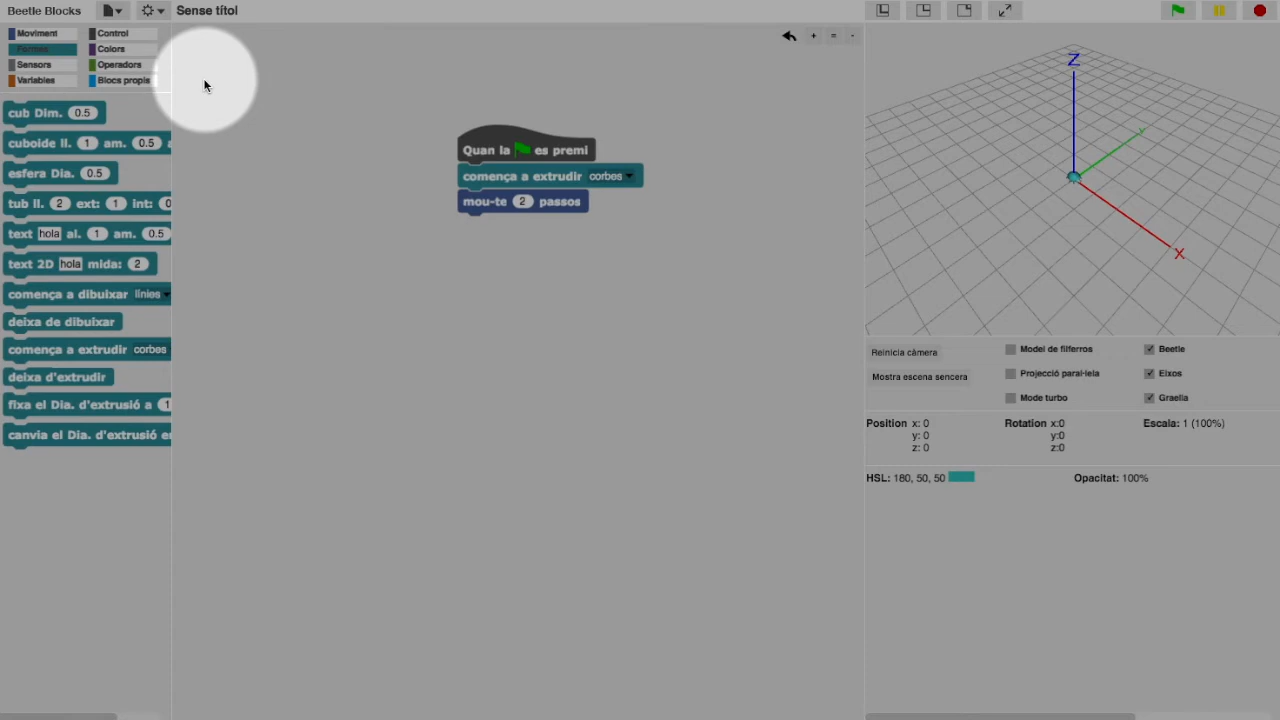 Beetle Blocks
Sense títol
Moviment
Control
Formes
Colors
Sensors
Operadors
Variables
Blocs propis
cub Dim. 0.5
cuboide ll. 1 am. 0.5 a
esfera Dia. 0.5
tub ll. 2 ext: 1 int: 0
text hola al. 1 am. 0.5
text 2D hola mida: 2
comença a dibuixar línies
deixa de dibuixar
comença a extrudir corbes
deixa d'extrudir
fixa el Dia. d'extrusió a 1
canvia el Dia. d'extrusió en
Quan la es premi
comença a extrudir corbes
mou-te 2 passos
+ = -
Z
Y
X
Reinicia càmera
Mostra escena sencera
Model de filferros
Projecció paral·lela
Mode turbo
Beetle
Eixos
Graella
Position x: 0
y: 0
z: 0
Rotation x:0
y:0
z:0
Escala: 1 (100%)
HSL: 180, 50, 50
Opacitat: 100%